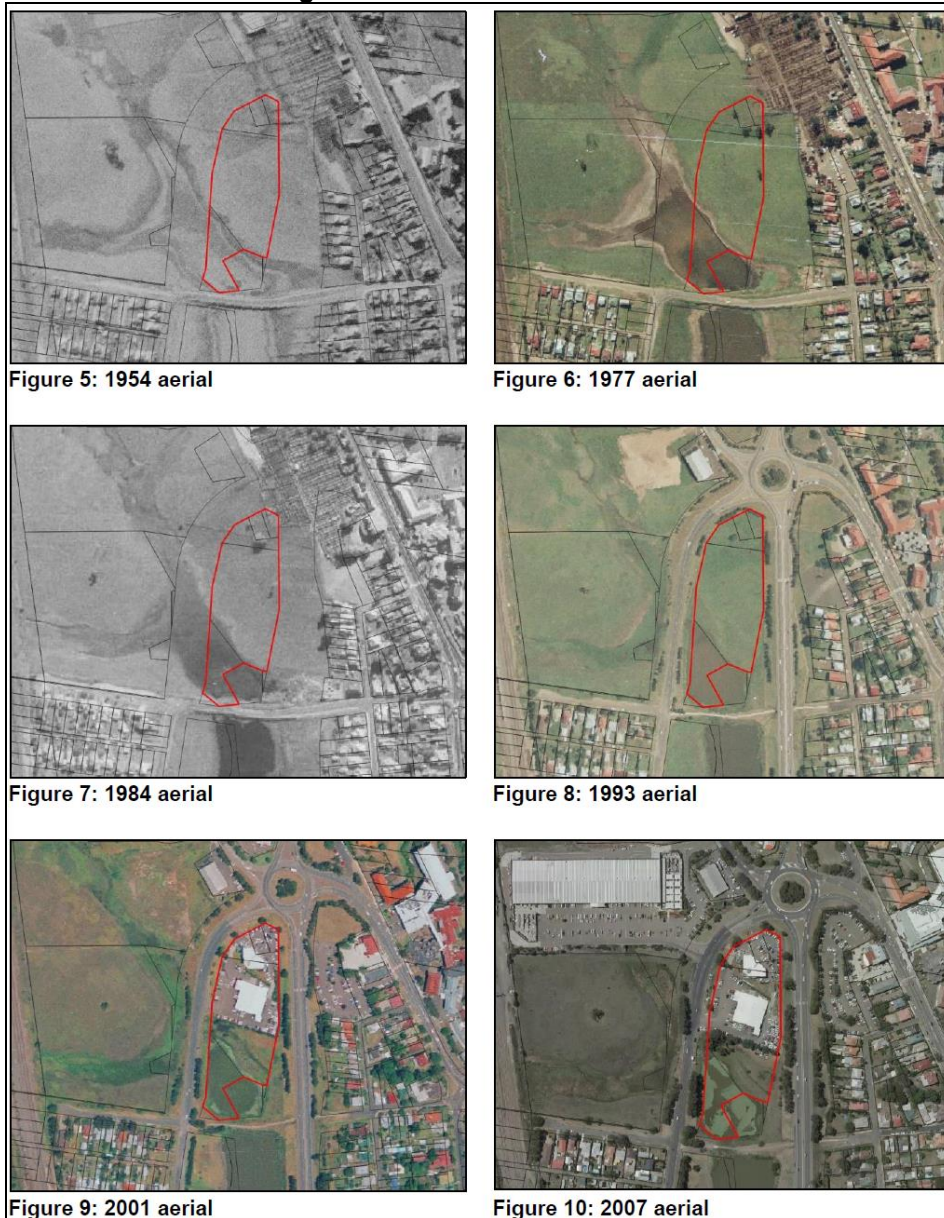 Figure 5: 1954 aerial
Figure 6: 1977 aerial
Figure 7: 1984 aerial
Figure 8: 1993 aerial
Figure 9: 2001 aerial
Figure 10: 2007 aerial